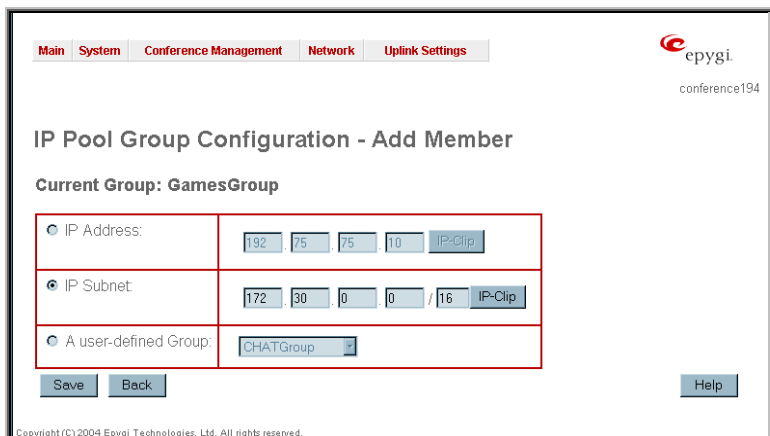 Main System Conference Management Network Uplink Settings
epygi
conference194
IP Pool Group Configuration - Add Member
Current Group: GamesGroup
IP Address: 192 . 75 . 75 . 10 IP-Clip
IP Subnet: 172 . 30 . 0 . 0 / 16 IP-Clip
A user-defined Group: CHATGroup
Save Back Help
Copyright (C) 2004 Epygi Technologies, Ltd. All rights reserved.